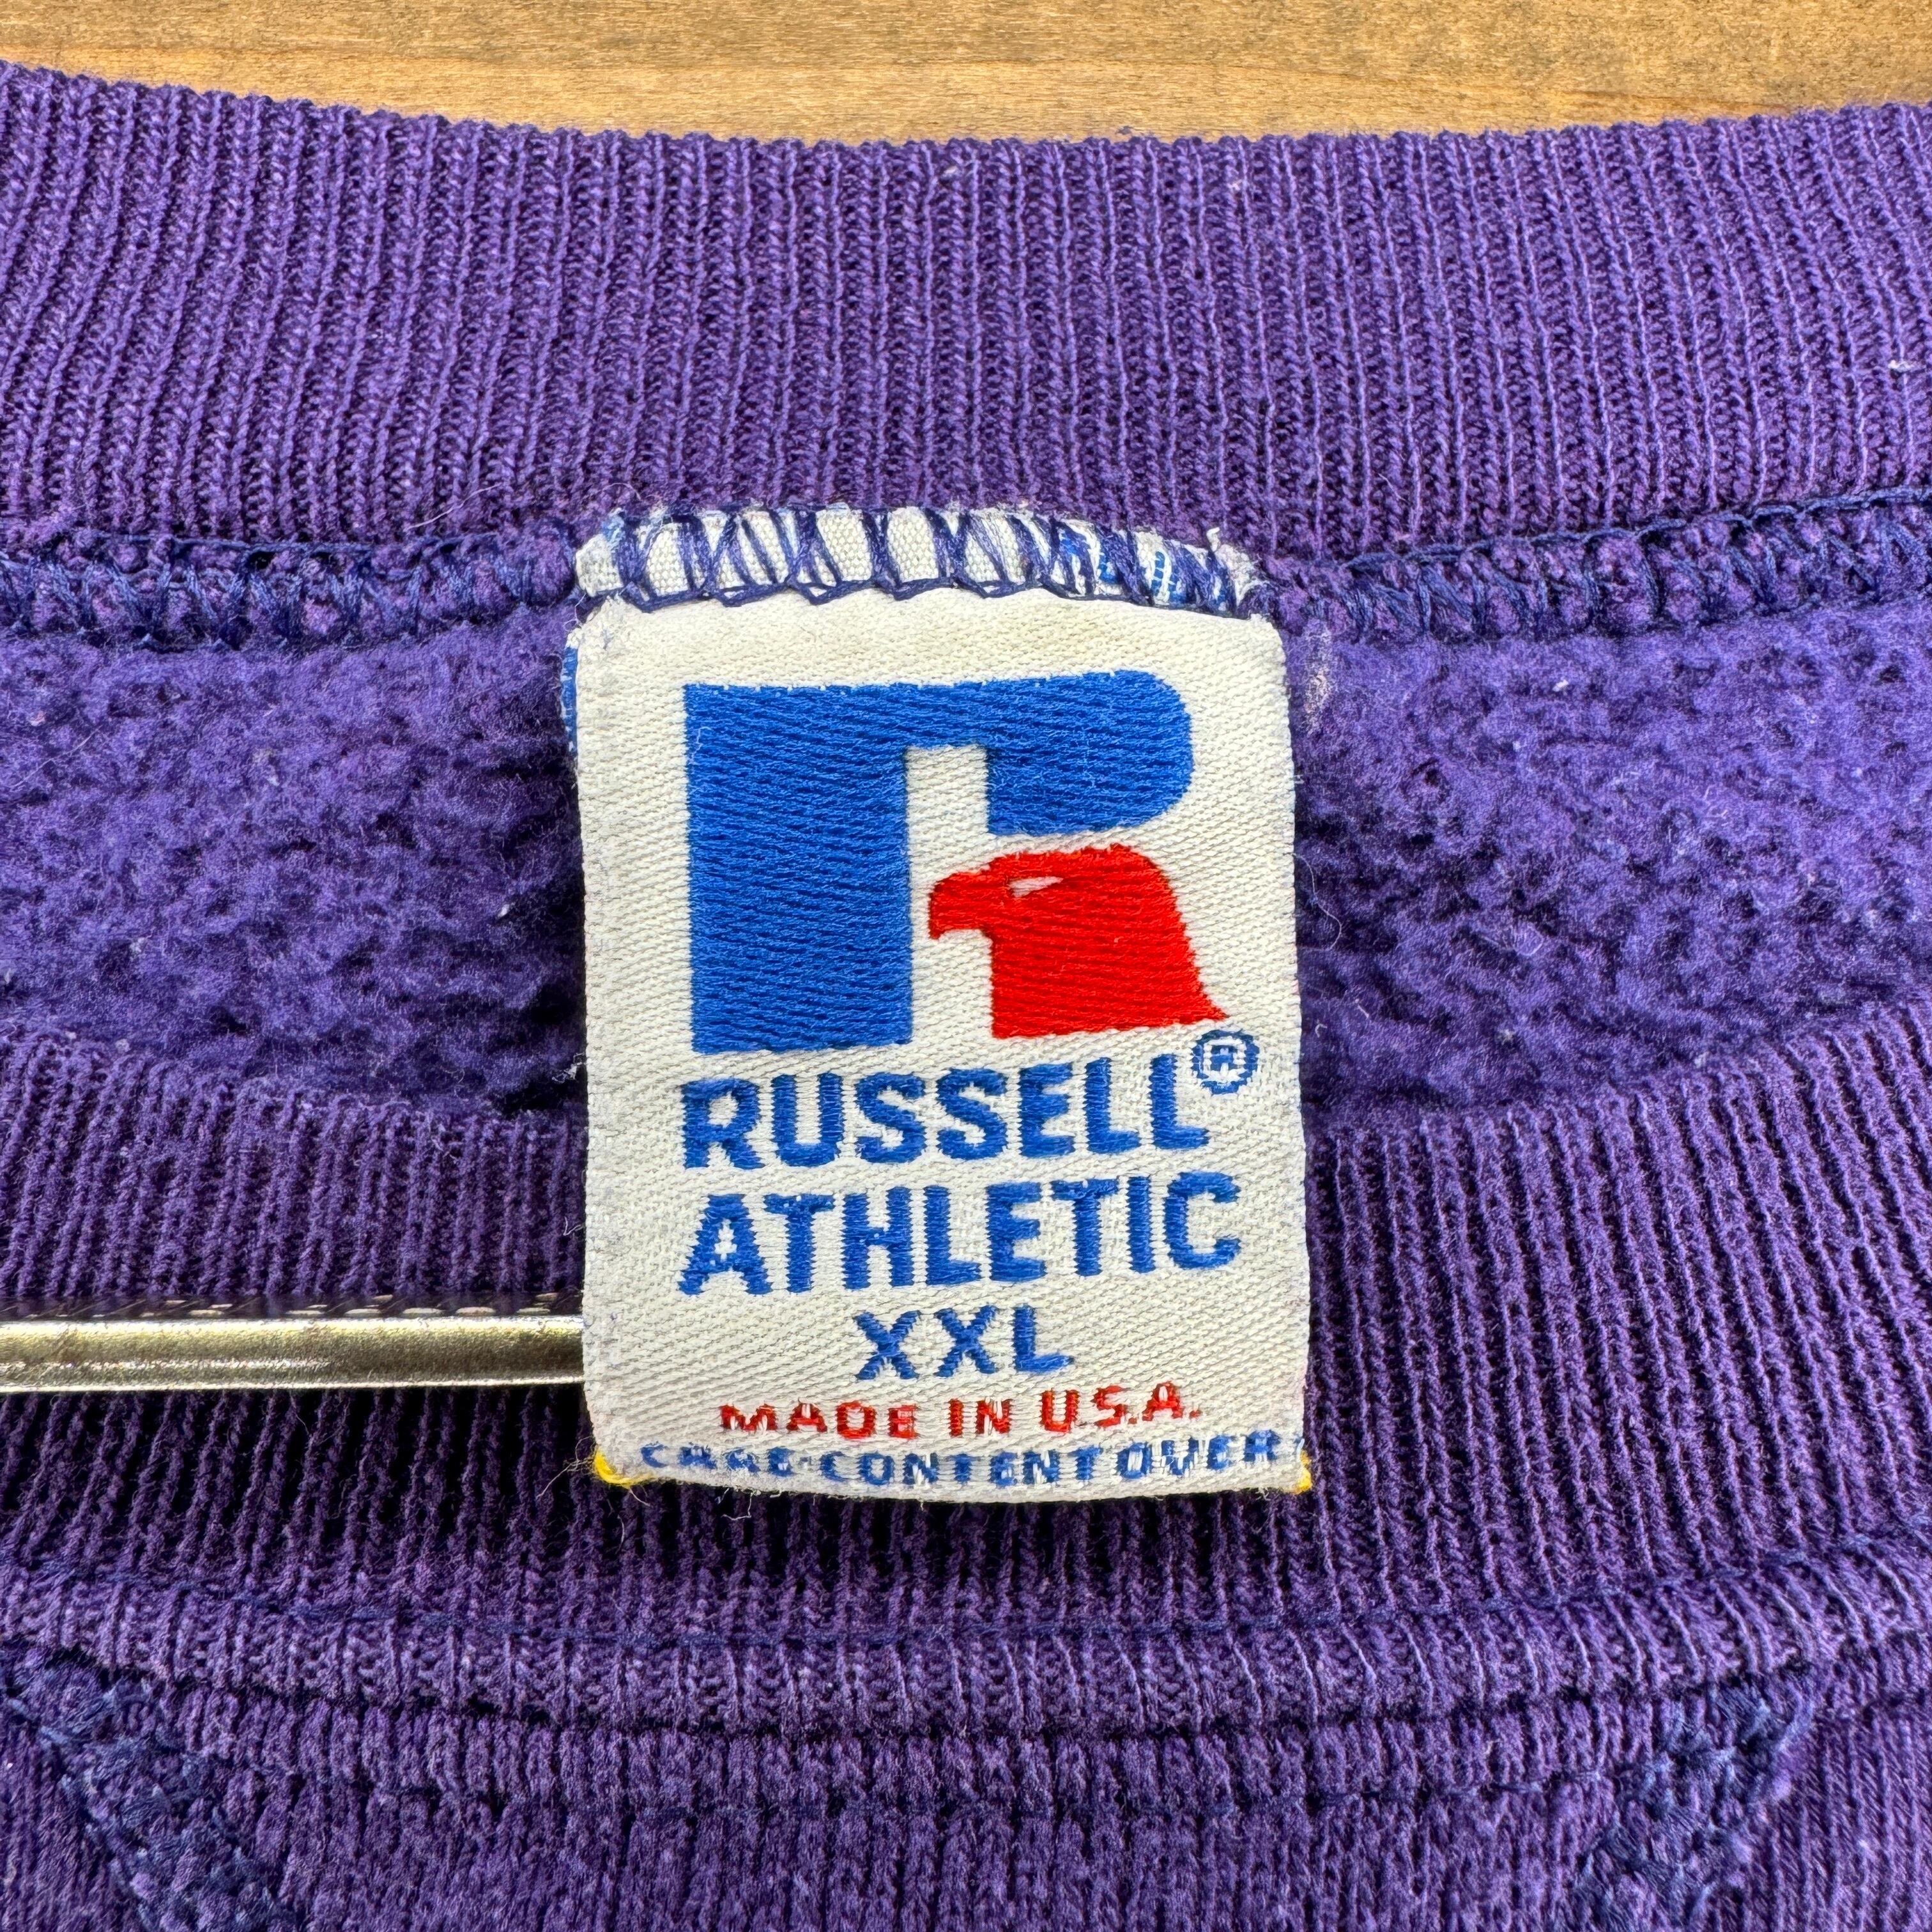 RUSSELL®
ATHLETIC
XXL
MADE IN U.S.A.
CARE·CONTENT OVER